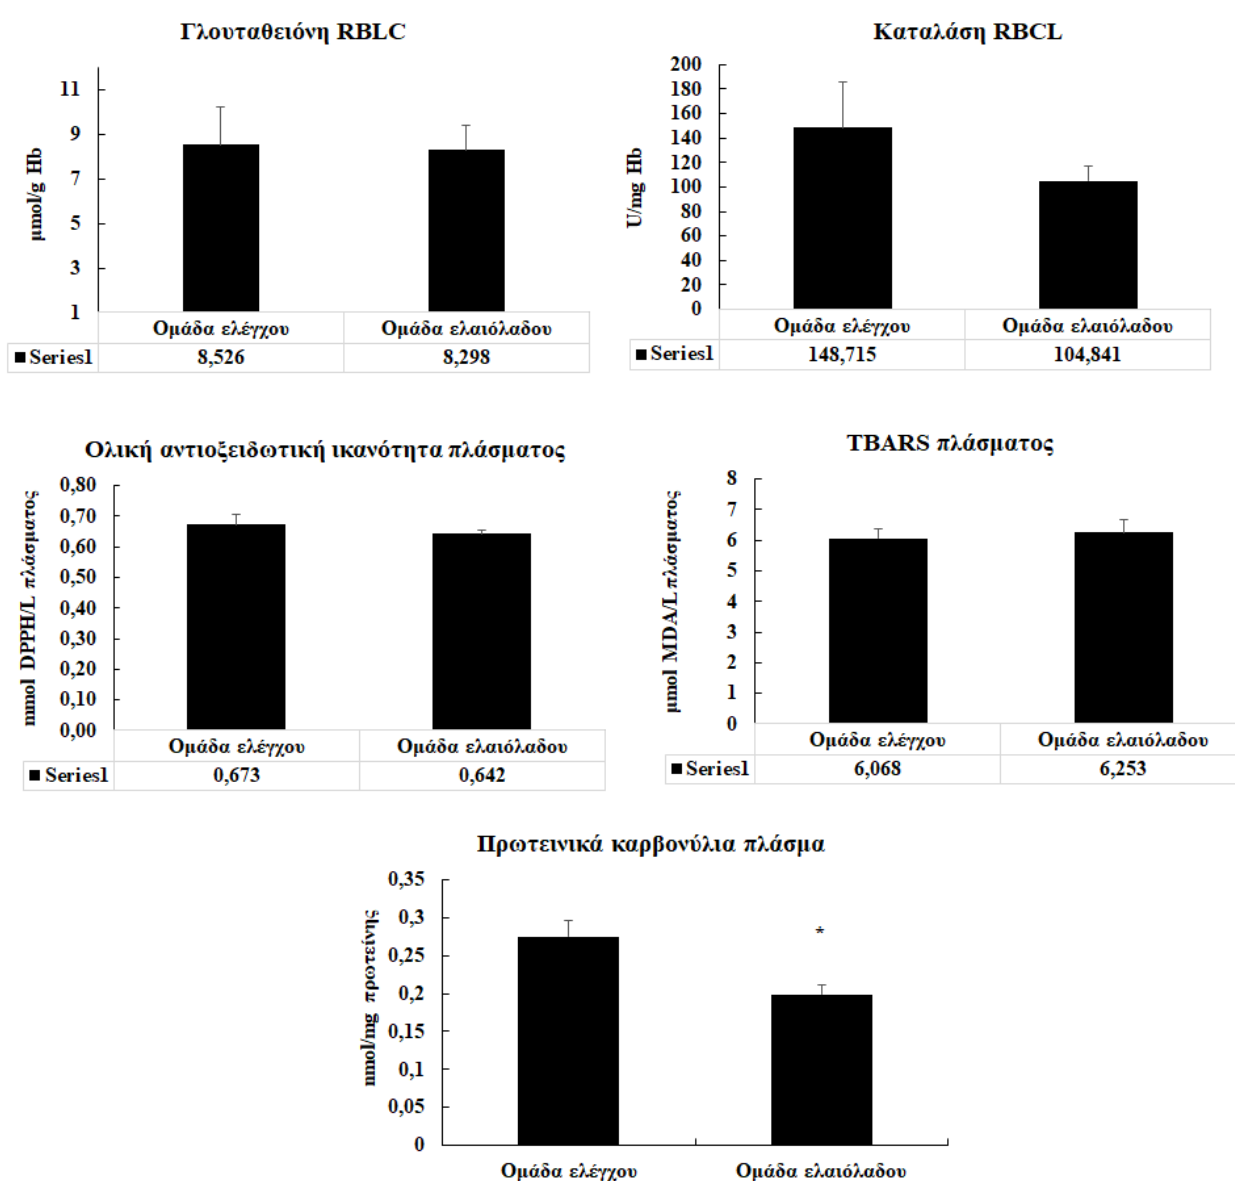 Γλουταθειόνη RBLC
μmol/g Hb
11
9
7
5
3
1
Ομάδα ελέγχου Ομάδα ελαιόλαδου
Series1 8,526 8,298
Καταλάση RBCL
U/mg Hb
200
180
160
140
120
100
80
60
40
20
0
Ομάδα ελέγχου Ομάδα ελαιόλαδου
Series1 148,715 104,841
Ολική αντιοξειδωτική ικανότητα πλάσματος
mmol DPPH/L πλάσματος
0,80
0,70
0,60
0,50
0,40
0,30
0,20
0,10
0,00
Ομάδα ελέγχου Ομάδα ελαιόλαδου
Series1 0,673 0,642
TBARS πλάσματος
μmol MDA/L πλάσματος
8
7
6
5
4
3
2
1
0
Ομάδα ελέγχου Ομάδα ελαιόλαδου
Series1 6,068 6,253
Πρωτεινικά καρβονύλια πλάσμα
nmol/mg πρωτείνης
0,35
0,3
0,25
0,2
0,15
0,1
0,05
0
*
Ομάδα ελέγχου Ομάδα ελαιόλαδου